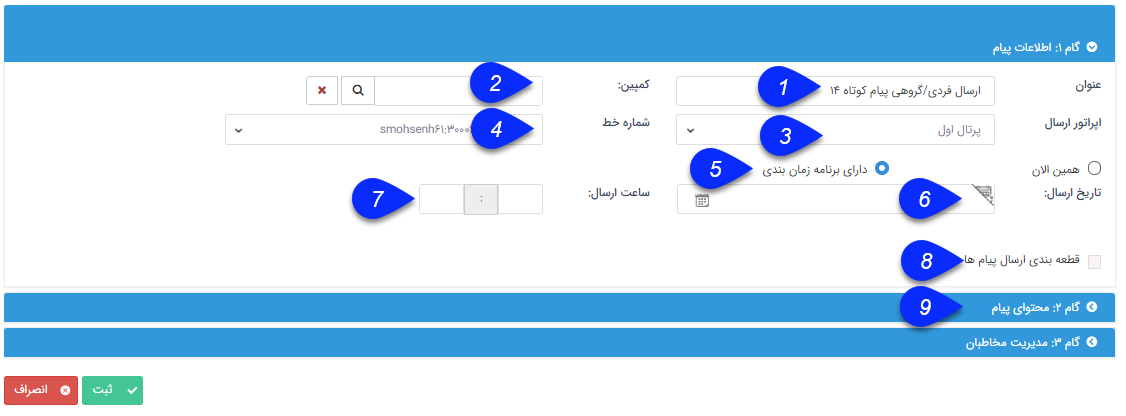 گام ۱: اطلاعات پیام
عنوان ارسال فردی/گروهی پیام کوتاه ۱۴ 1 کمپین: 2
اپراتور ارسال پرتال اول 3 شماره خط 4 smohsenh61:3000
همین الان دارای برنامه زمان بندی 5
تاریخ ارسال: 6 ساعت ارسال: : 7
قطعه بندی ارسال پیام ها 8
گام ۲: محتوای پیام 9
گام ۳: مدیریت مخاطبان
ثبت انصراف